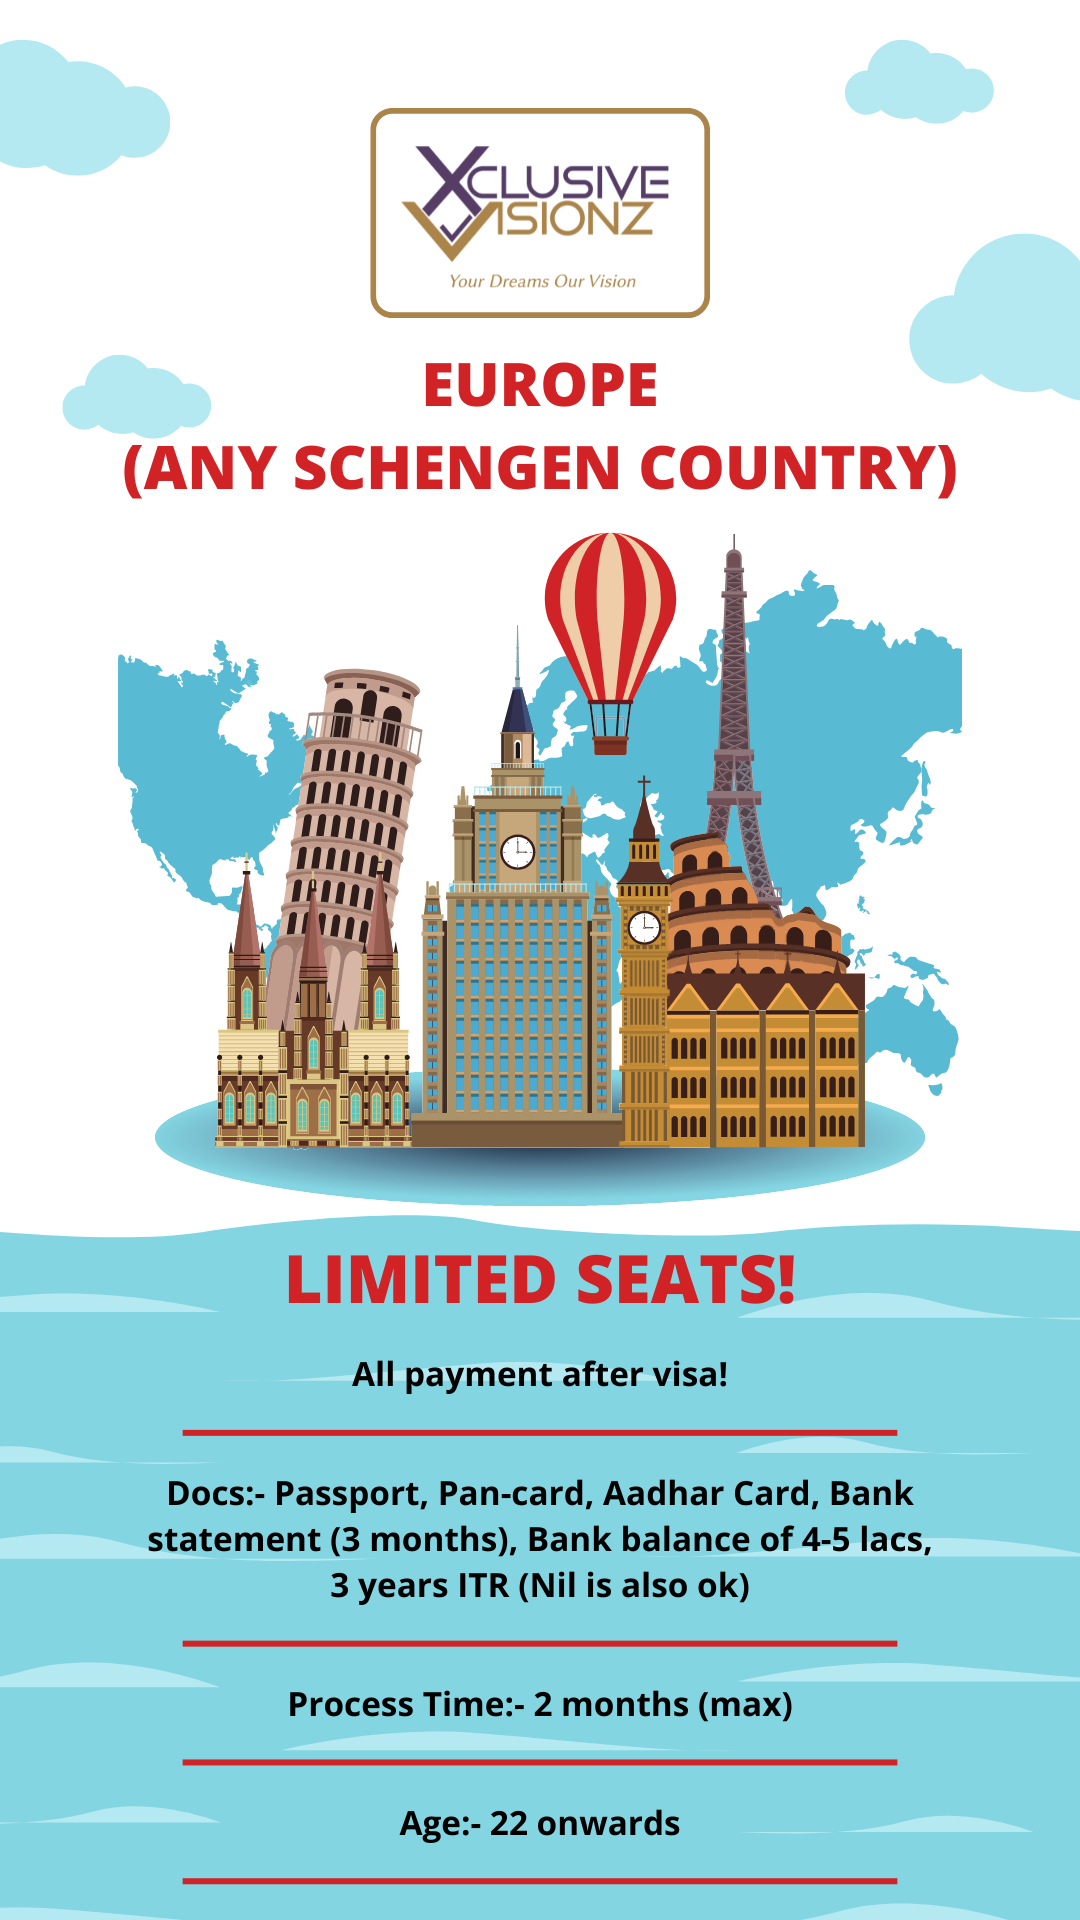 XCLUSIVE
VISIONZ
Your Dreams Our Vision
EUROPE
(ANY SCHENGEN COUNTRY)
LIMITED SEATS!
All payment after visa!
Docs:- Passport, Pan-card, Aadhar Card, Bank
statement (3 months), Bank balance of 4-5 lacs,
3 years ITR (Nil is also ok)
Process Time:- 2 months (max)
Age:- 22 onwards